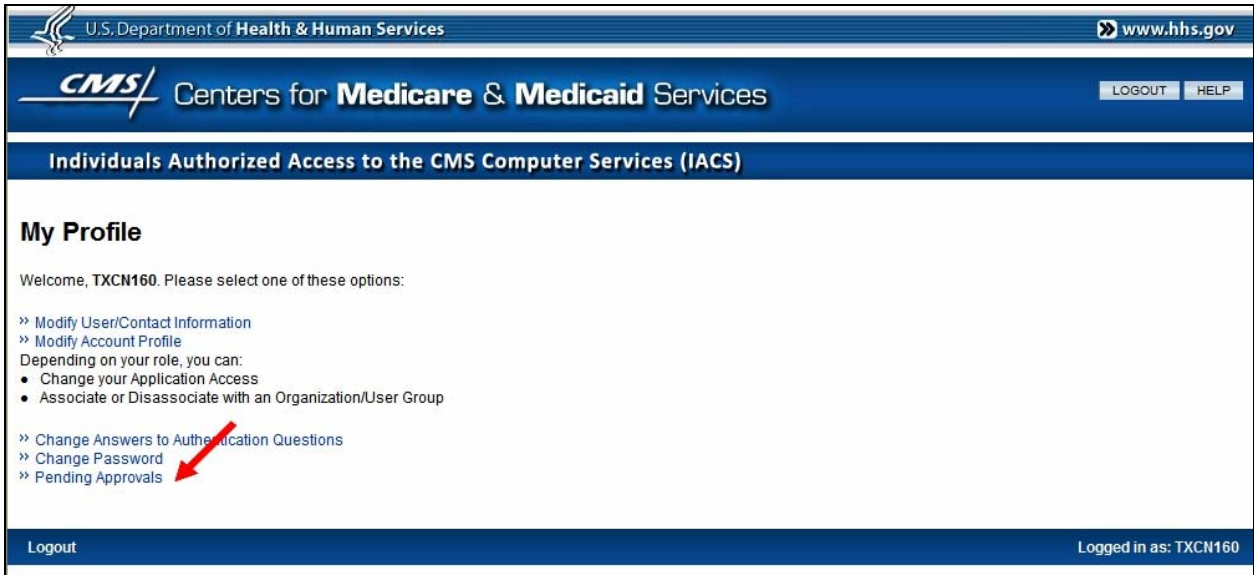 U.S. Department of Health & Human Services
www.hhs.gov
CMS Centers for Medicare & Medicaid Services
LOGOUT HELP
Individuals Authorized Access to the CMS Computer Services (IACS)
My Profile
Welcome, TXCN160. Please select one of these options:
» Modify User/Contact Information
» Modify Account Profile
Depending on your role, you can:
• Change your Application Access
• Associate or Disassociate with an Organization/User Group
» Change Answers to Authentication Questions
» Change Password
» Pending Approvals
Logout
Logged in as: TXCN160